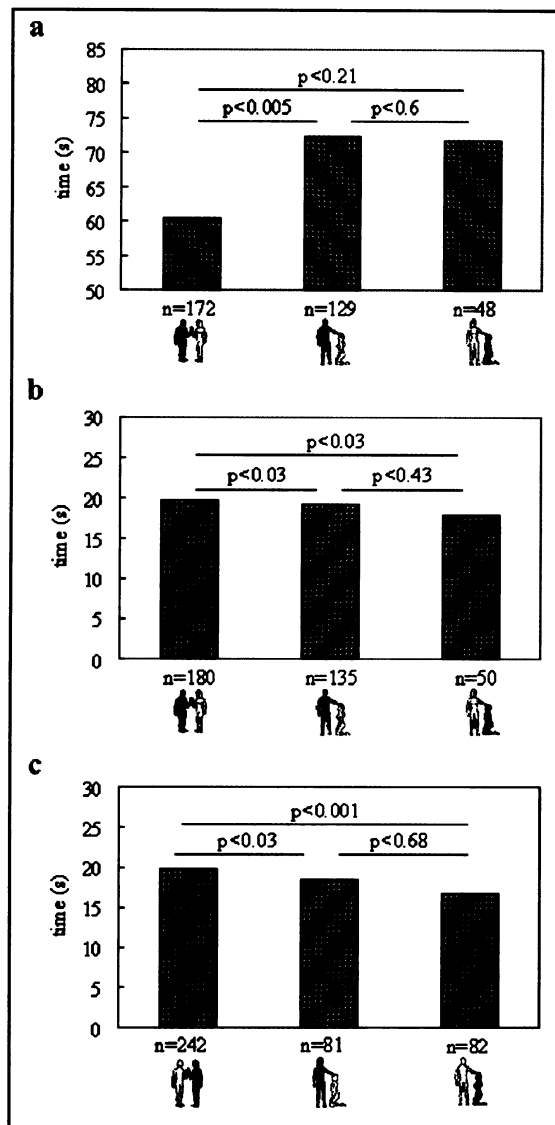 a
85
80
75
70
65
60
55
50
time (s)
p<0.21
p<0.005 p<0.6
n=172 n=129 n=48
b
30
25
20
15
10
5
0
time (s)
p<0.03
p<0.03 p<0.43
n=180 n=135 n=50
c
30
25
20
15
10
5
0
time (s)
p<0.001
p<0.03 p<0.68
n=242 n=81 n=82